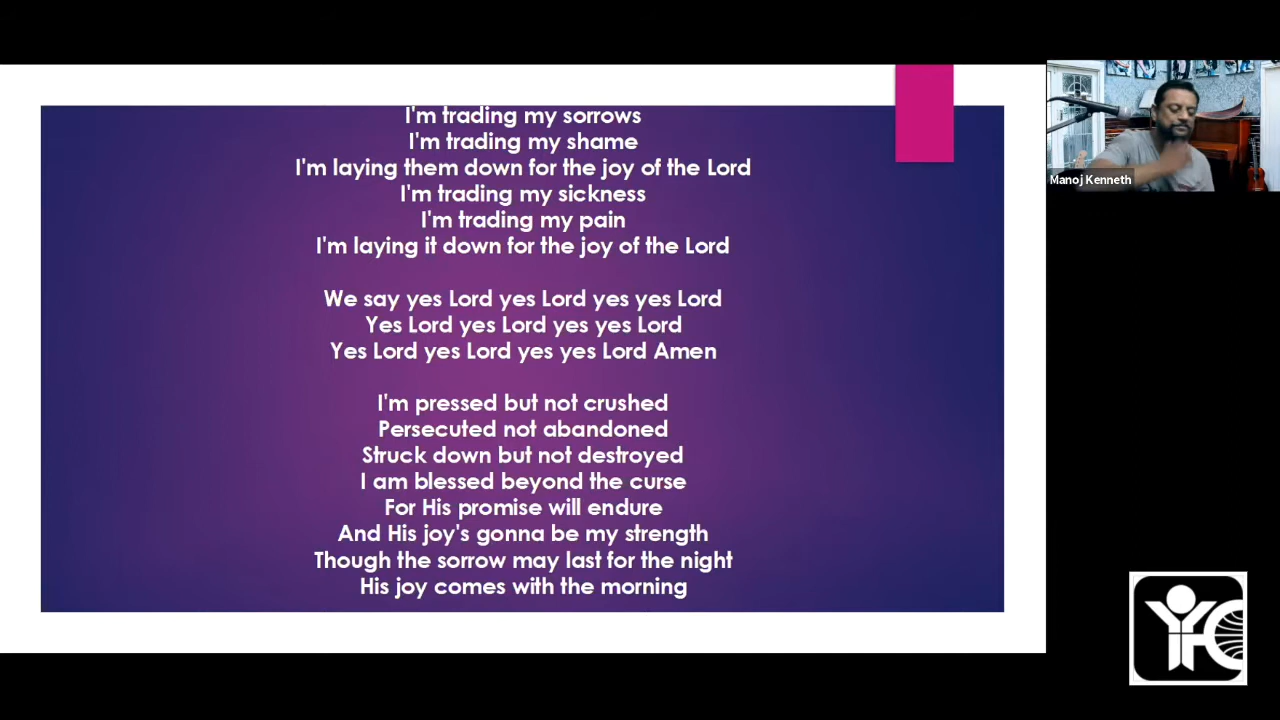 I'm trading my sorrows
I'm trading my shame
I'm laying them down for the joy of the Lord
I'm trading my sickness
I'm trading my pain
I'm laying it down for the joy of the Lord
We say yes Lord yes Lord yes yes Lord
Yes Lord yes Lord yes yes Lord
Yes Lord yes Lord yes yes Lord Amen
I'm pressed but not crushed
Persecuted not abandoned
Struck down but not destroyed
I am blessed beyond the curse
For His promise will endure
And His joy's gonna be my strength
Though the sorrow may last for the night
His joy comes with the morning
Manoj Kenneth
YFC